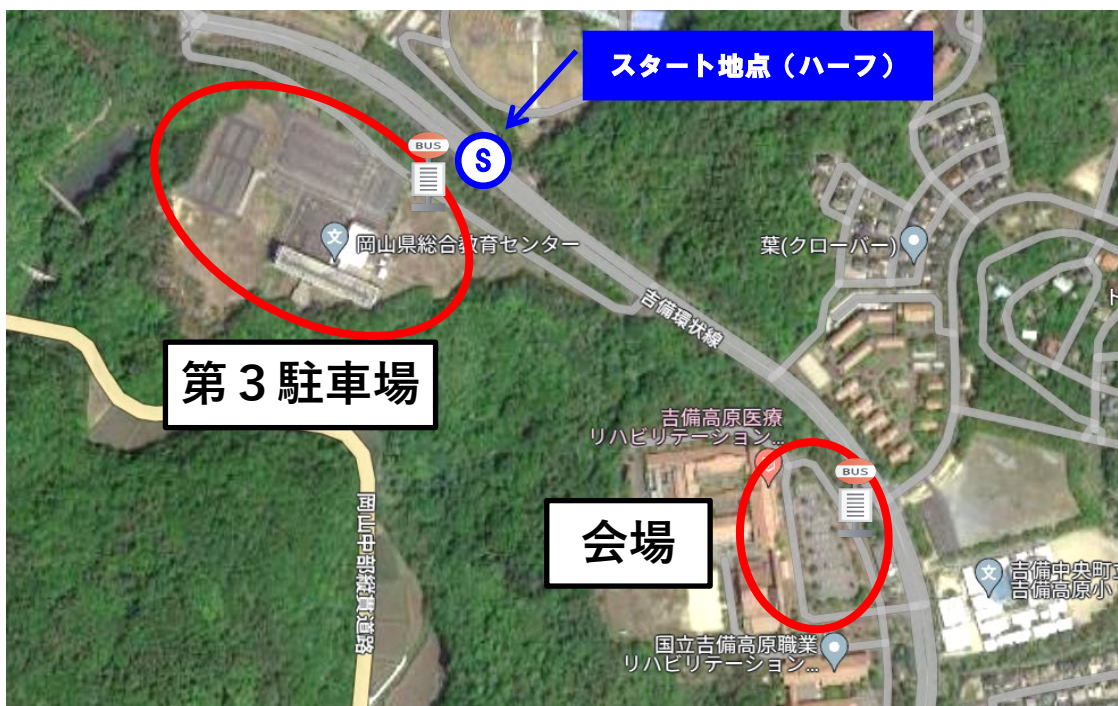 スタート地点（ハーフ）
BUS
S
岡山県総合教育センター
葉(クローバー)
ト
吉備環状線
第３駐車場
吉備高原医療
リハビリテーション...
BUS
会場
岡山中部縦貫道路
吉備中央町立
吉備高原小
国立吉備高原職業
リハビリテーション...